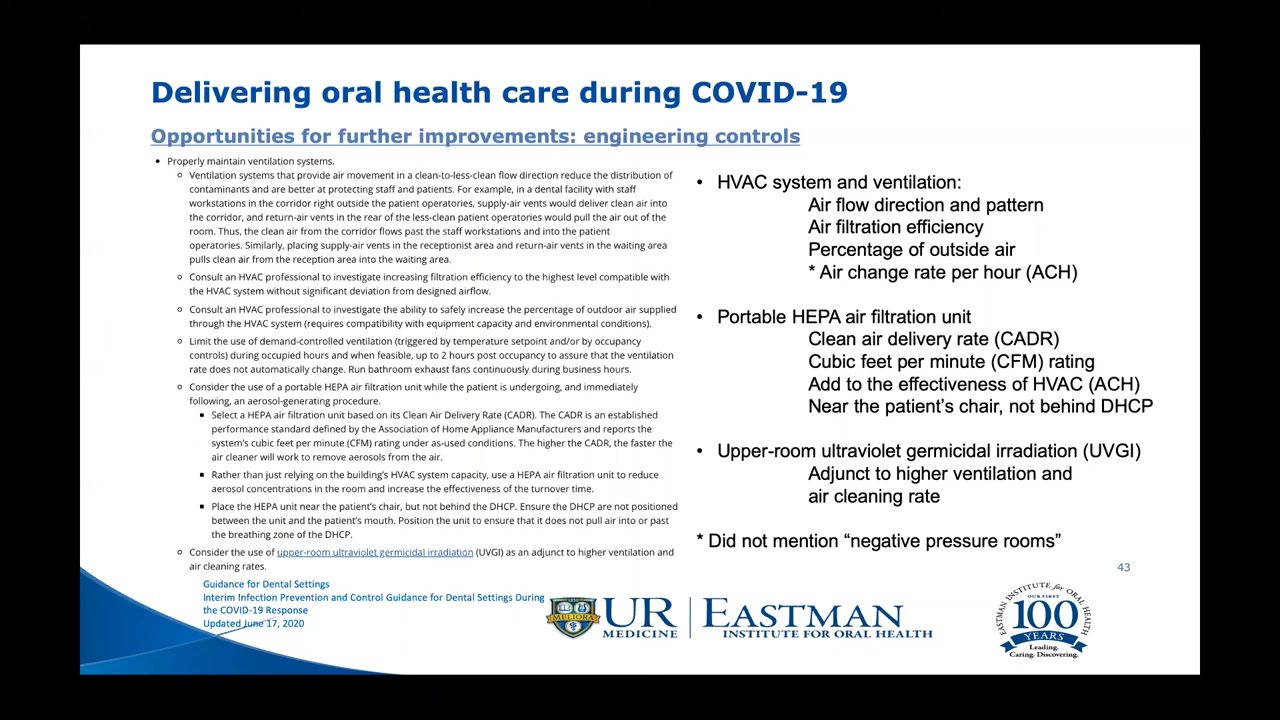 Delivering oral health care during COVID-19
Opportunities for further improvements: engineering controls
• Properly maintain ventilation systems.
○ Ventilation systems that provide air movement in a clean-to-less-clean flow direction reduce the distribution of
contaminants and are better at protecting staff and patients. For example, in a dental facility with staff
workstations in the corridor right outside the patient operatories, supply-air vents would deliver clean air into
the corridor, and return-air vents in the rear of the less-clean patient operatories would pull the air out of the
room. Thus, the clean air from the corridor flows past the staff workstations and into the patient
operatories. Similarly, placing supply-air vents in the receptionist area and return-air vents in the waiting area
pulls clean air from the reception area into the waiting area.
○ Consult an HVAC professional to investigate increasing filtration efficiency to the highest level compatible with
the HVAC system without significant deviation from designed airflow.
○ Consult an HVAC professional to investigate the ability to safely increase the percentage of outdoor air supplied
through the HVAC system (requires compatibility with equipment capacity and environmental conditions).
○ Limit the use of demand-controlled ventilation (triggered by temperature setpoint and/or by occupancy
controls) during occupied hours and when feasible, up to 2 hours post occupancy to assure that the ventilation
rate does not automatically change. Run bathroom exhaust fans continuously during business hours.
○ Consider the use of a portable HEPA air filtration unit while the patient is undergoing, and immediately
following, an aerosol-generating procedure.
▪ Select a HEPA air filtration unit based on its Clean Air Delivery Rate (CADR). The CADR is an established
performance standard defined by the Association of Home Appliance Manufacturers and reports the
system's cubic feet per minute (CFM) rating under as-used conditions. The higher the CADR, the faster the
air cleaner will work to remove aerosols from the air.
▪ Rather than just relying on the building's HVAC system capacity, use a HEPA air filtration unit to reduce
aerosol concentrations in the room and increase the effectiveness of the turnover time.
▪ Place the HEPA unit near the patient's chair, but not behind the DHCP. Ensure the DHCP are not positioned
between the unit and the patient's mouth. Position the unit to ensure that it does not pull air into or past
the breathing zone of the DHCP.
○ Consider the use of upper-room ultraviolet germicidal irradiation (UVGI) as an adjunct to higher ventilation and
air cleaning rates.
• HVAC system and ventilation:
Air flow direction and pattern
Air filtration efficiency
Percentage of outside air
* Air change rate per hour (ACH)
• Portable HEPA air filtration unit
Clean air delivery rate (CADR)
Cubic feet per minute (CFM) rating
Add to the effectiveness of HVAC (ACH)
Near the patient's chair, not behind DHCP
• Upper-room ultraviolet germicidal irradiation (UVGI)
Adjunct to higher ventilation and
air cleaning rate
* Did not mention “negative pressure rooms”
43
Guidance for Dental Settings
Interim Infection Prevention and Control Guidance for Dental Settings During
the COVID-19 Response
Updated June 17, 2020
MELIORA
UR
MEDICINE
EASTMAN
INSTITUTE FOR ORAL HEALTH
EASTMAN INSTITUTE for ORAL HEALTH
OUR FIRST
100
YEARS
Leading.
Caring. Discovering.